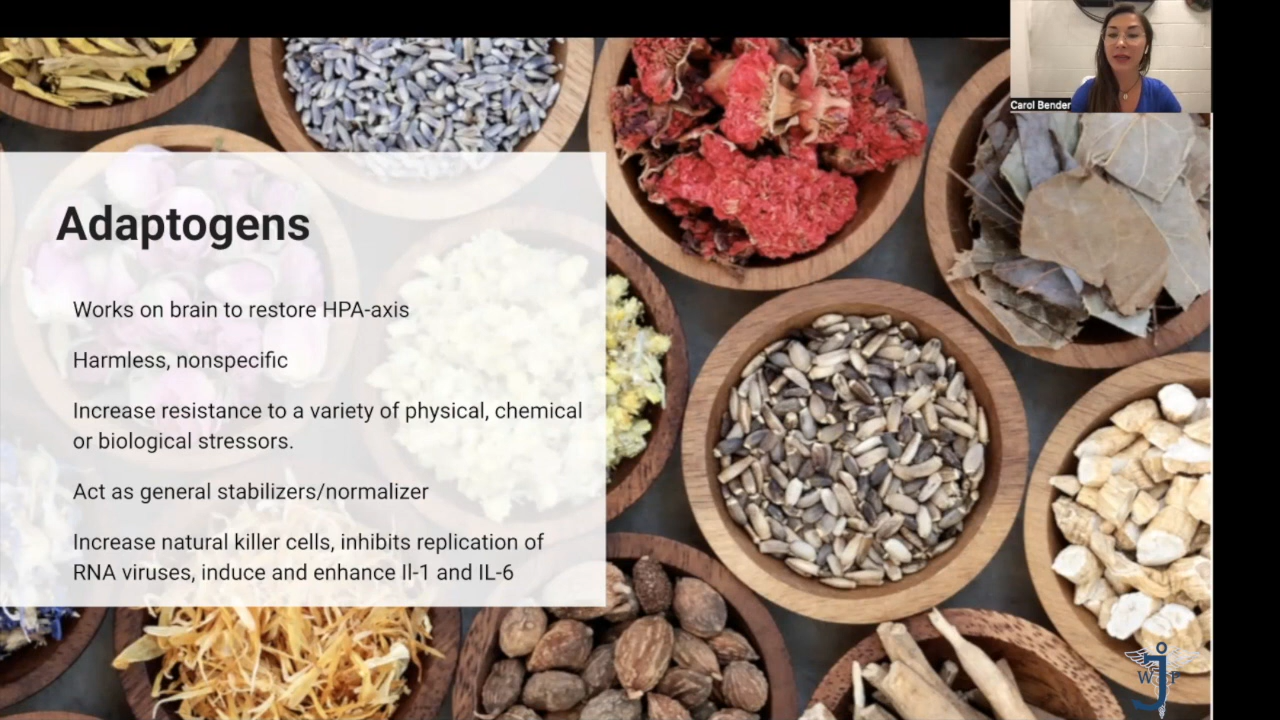 Carol Bender
Adaptogens
Works on brain to restore HPA-axis
Harmless, nonspecific
Increase resistance to a variety of physical, chemical
or biological stressors.
Act as general stabilizers/normalizer
Increase natural killer cells, inhibits replication of
RNA viruses, induce and enhance Il-1 and IL-6
W P